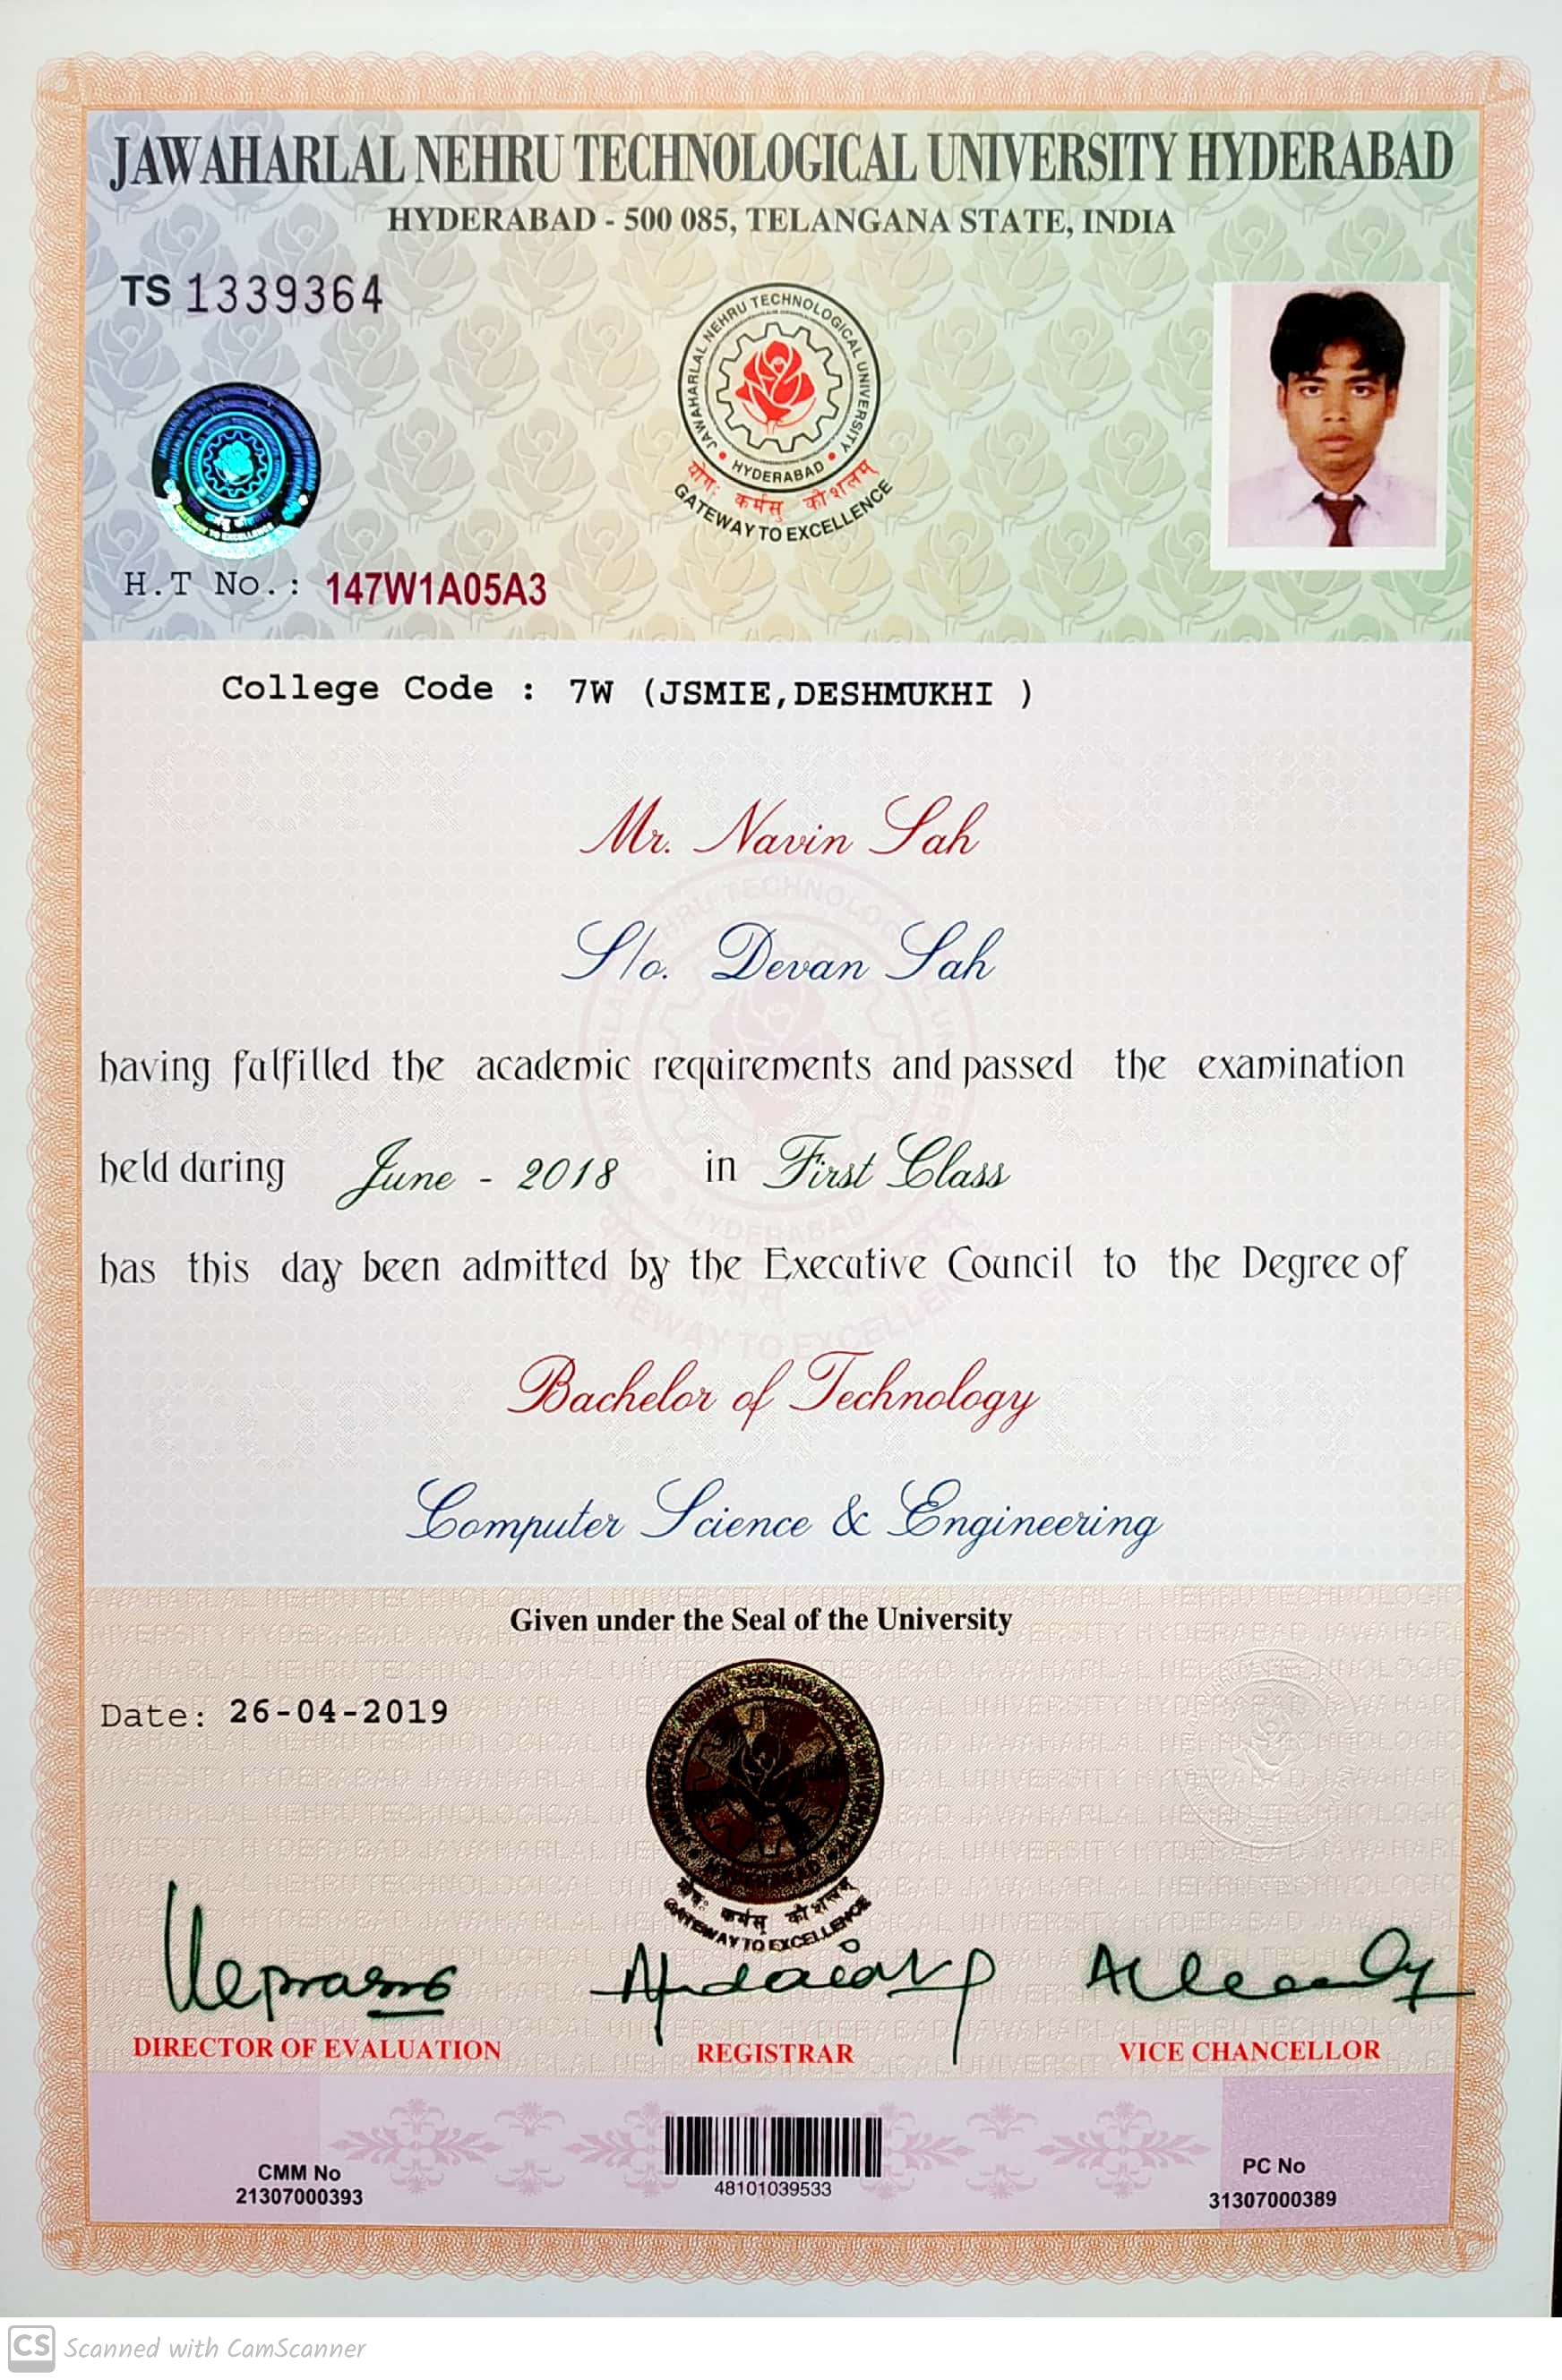 JAWAHARLAL NEHRU TECHNOLOGICAL UNIVERSITY HYDERABAD
HYDERABAD - 500 085, TELANGANA STATE, INDIA
TS 1339364
JAWAHARLAL NEHRU TECHNOLOGICAL UNIVERSITY
HYDERABAD
योगः कर्मसु कौशलम्
GATEWAY TO EXCELLENCE
H.T No.: 147W1A05A3
College Code : 7W (JSMIE,DESHMUKHI )
Mr. Navin Sah
S/o. Devan Sah
having fulfilled the academic requirements and passed the examination
held during June - 2018 in First Class
has this day been admitted by the Executive Council to the Degree of
Bachelor of Technology
Computer Science & Engineering
Given under the Seal of the University
Date: 26-04-2019
कर्मसु कौशलम्
GATEWAY TO EXCELLENCE
DIRECTOR OF EVALUATION
REGISTRAR
VICE CHANCELLOR
CMM No
21307000393
48101039533
PC No
31307000389
CS Scanned with CamScanner